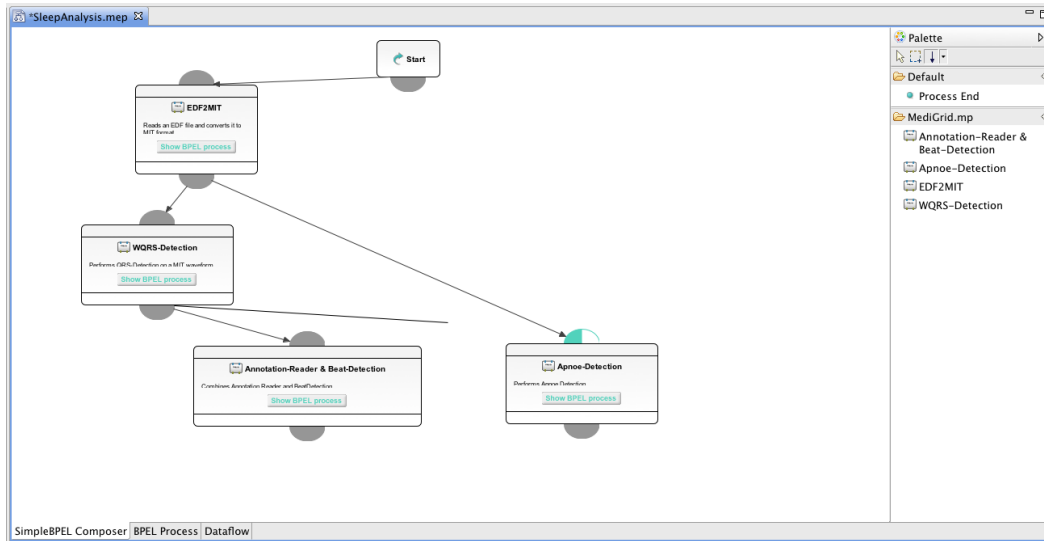 *SleepAnalysis.mep
Start
EDF2MIT
Reads an EDF file and converts it to
MIT format
Show BPEL process
WQRS-Detection
Performs QRS-Detection on a MIT waveform
Show BPEL process
Annotation-Reader & Beat-Detection
Combines Annotation Reader and BeatDetection
Show BPEL process
Apnoe-Detection
Performs Apnoe Detection
Show BPEL process
Palette
Default
Process End
MediGrid.mp
Annotation-Reader &
Beat-Detection
Apnoe-Detection
EDF2MIT
WQRS-Detection
SimpleBPEL Composer BPEL Process Dataflow